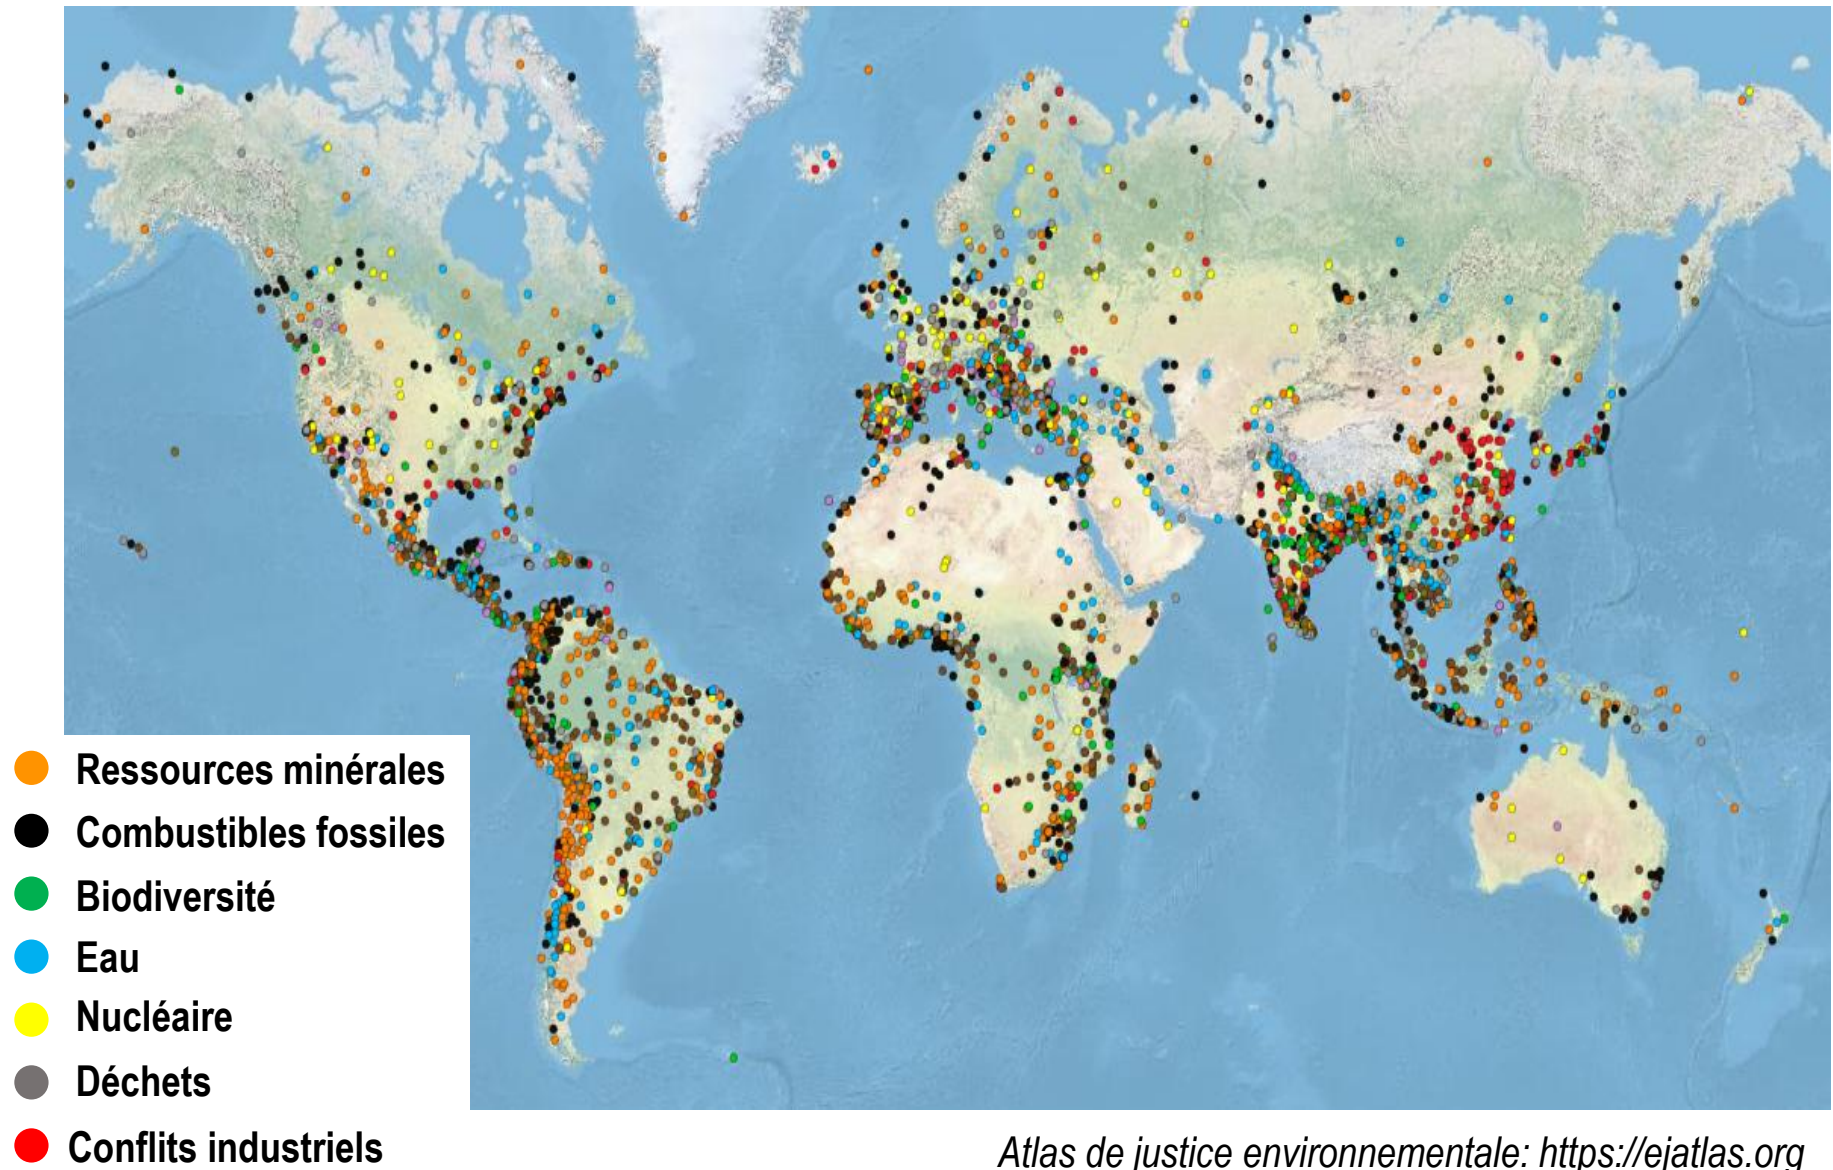 Ressources minérales
Combustibles fossiles
Biodiversité
Eau
Nucléaire
Déchets
Conflits industriels
Atlas de justice environnementale: https://ejatlas.org